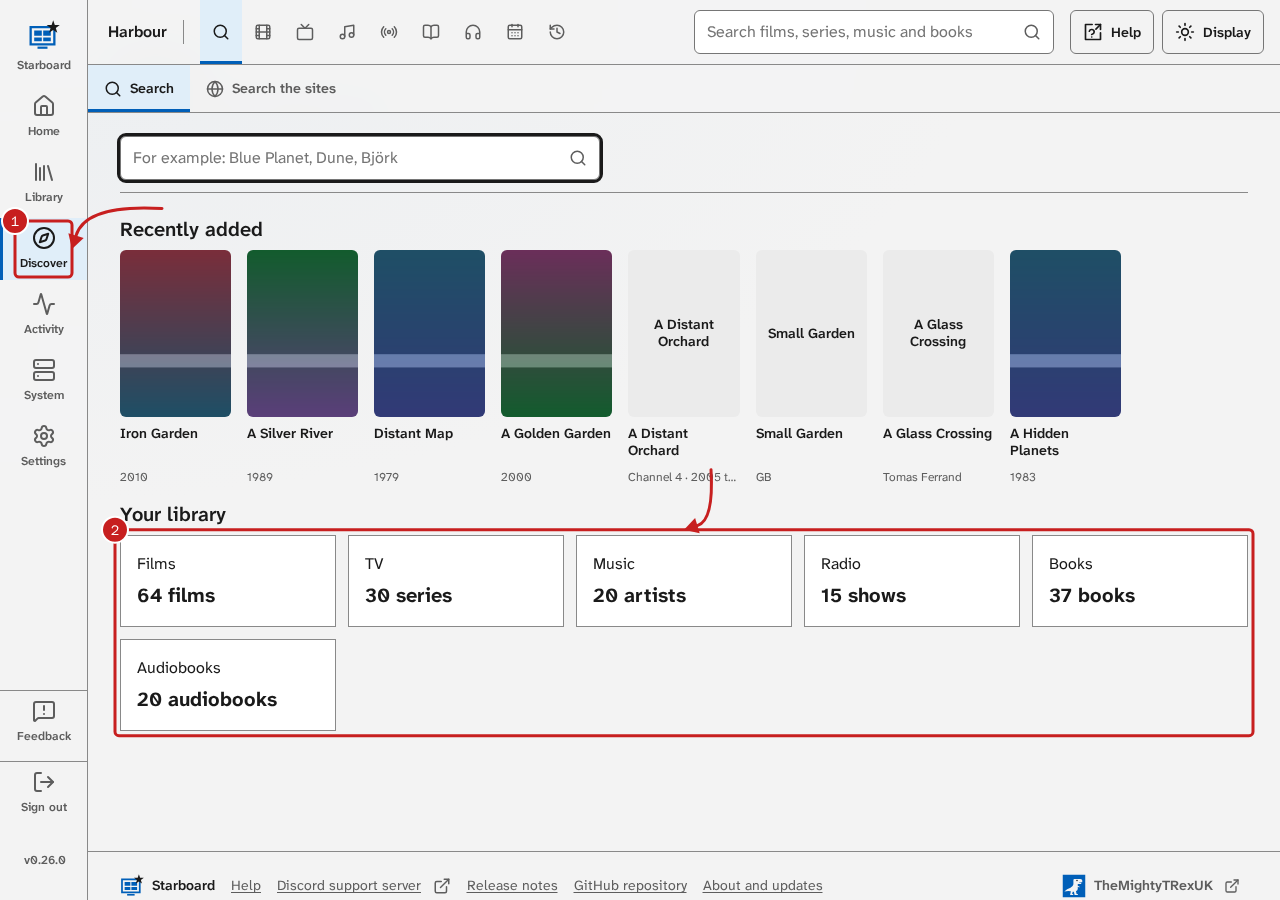 Starboard
Home
Library
1
Discover
Activity
System
Settings
Feedback
Sign out
v0.26.0
Harbour
Search films, series, music and books
Help
Display
Search
Search the sites
For example: Blue Planet, Dune, Björk
Recently added
A Distant
Orchard
Small Garden
A Glass
Crossing
Iron Garden
A Silver River
Distant Map
A Golden Garden
A Distant
Orchard
Small Garden
A Glass Crossing
A Hidden
Planets
2010
1989
1979
2000
Channel 4 · 2005 t...
GB
Tomas Ferrand
1983
Your library
2
Films
64 films
TV
30 series
Music
20 artists
Radio
15 shows
Books
37 books
Audiobooks
20 audiobooks
Starboard
Help
Discord support server
Release notes
GitHub repository
About and updates
TheMightyTRexUK